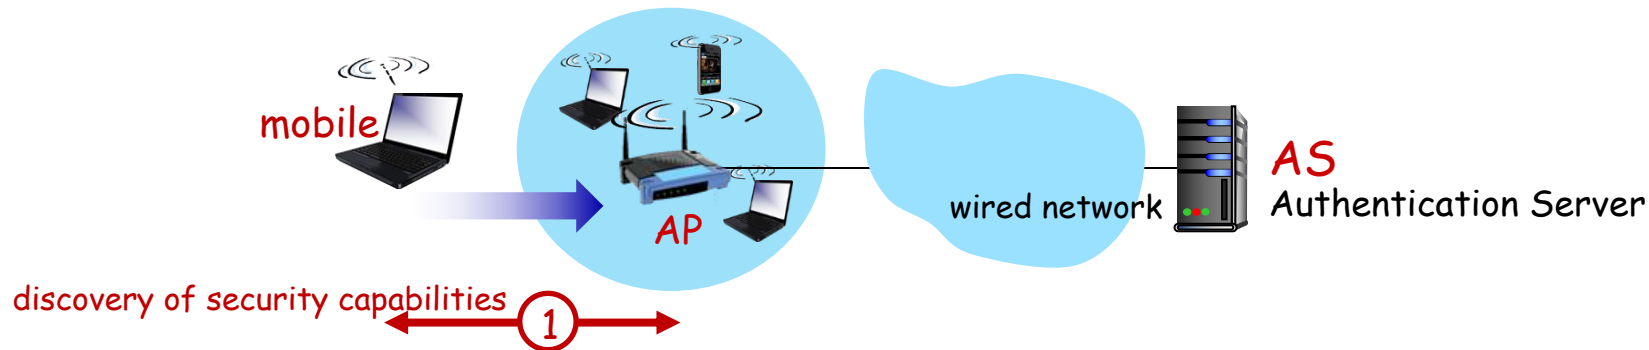 mobile
AP
wired network
AS
Authentication Server
discovery of security capabilities
1